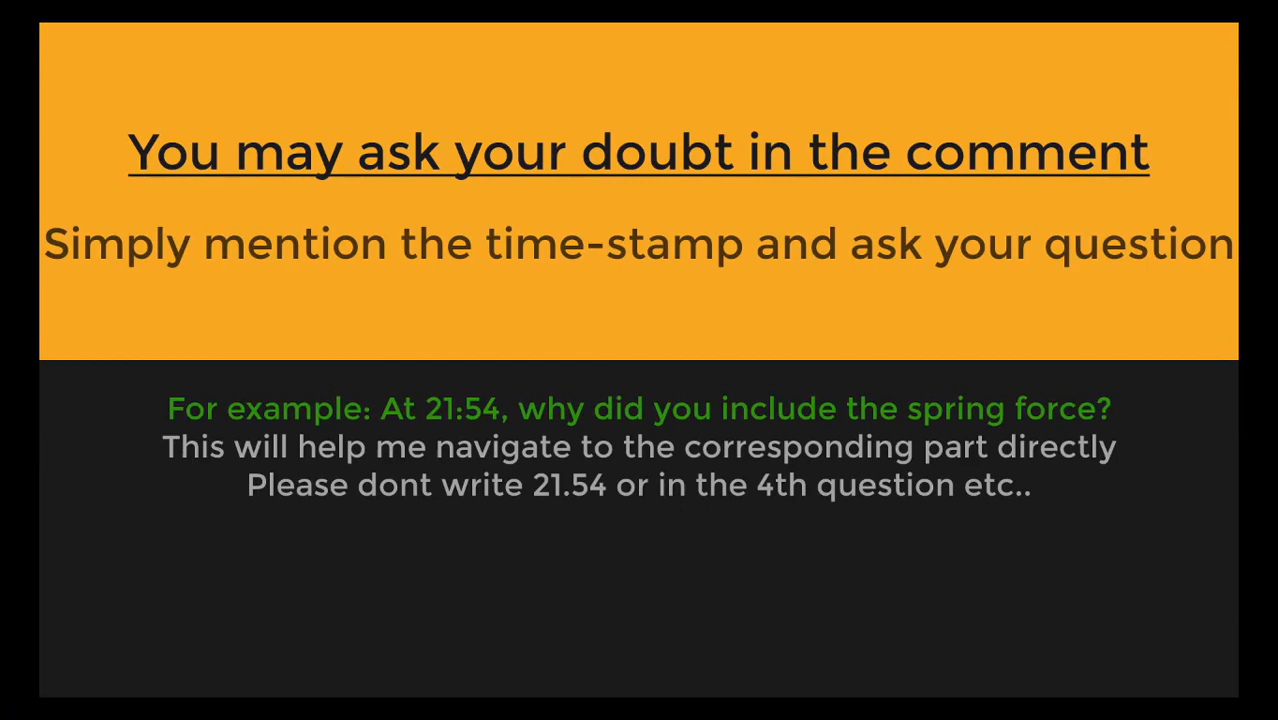 You may ask your doubt in the comment
Simply mention the time-stamp and ask your question
For example: At 21:54, why did you include the spring force?
This will help me navigate to the corresponding part directly
Please dont write 21.54 or in the 4th question etc..